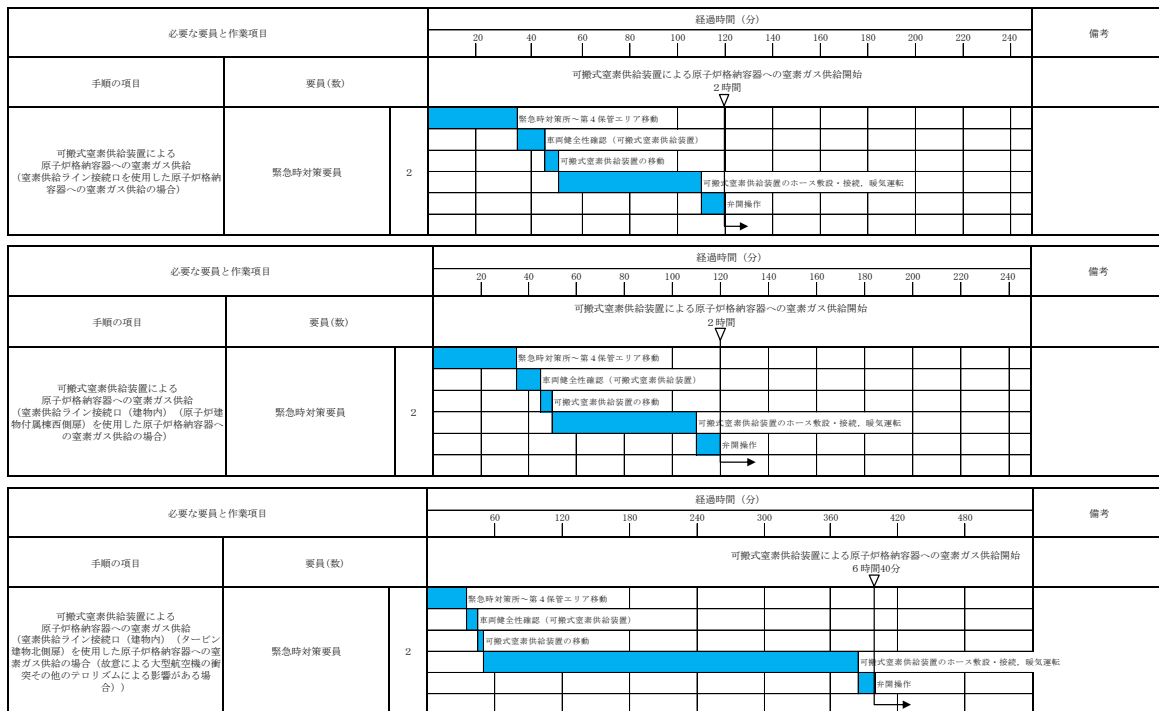 必要な要員と作業項目
経過時間（分）
備考
20 40 60 80 100 120 140 160 180 200 220 240
手順の項目
要員(数)
可搬式窒素供給装置による原子炉格納容器への窒素ガス供給開始
２時間
可搬式窒素供給装置による
原子炉格納容器への窒素ガス供給
（窒素供給ライン接続口を使用した原子炉格納
容器への窒素ガス供給の場合）
緊急時対策要員
2
緊急時対策所～第４保管エリア移動
車両健全性確認（可搬式窒素供給装置）
可搬式窒素供給装置の移動
可搬式窒素供給装置のホース敷設・接続，暖気運転
弁開操作
必要な要員と作業項目
経過時間（分）
備考
20 40 60 80 100 120 140 160 180 200 220 240
手順の項目
要員(数)
可搬式窒素供給装置による原子炉格納容器への窒素ガス供給開始
２時間
可搬式窒素供給装置による
原子炉格納容器への窒素ガス供給
（窒素供給ライン接続口（建物内）（原子炉建
物付属棟西側扉）を使用した原子炉格納容器へ
の窒素ガス供給の場合）
緊急時対策要員
2
緊急時対策所～第４保管エリア移動
車両健全性確認（可搬式窒素供給装置）
可搬式窒素供給装置の移動
可搬式窒素供給装置のホース敷設・接続，暖気運転
弁開操作
必要な要員と作業項目
経過時間（分）
備考
60 120 180 240 300 360 420 480
手順の項目
要員(数)
可搬式窒素供給装置による原子炉格納容器への窒素ガス供給開始
６時間40分
可搬式窒素供給装置による
原子炉格納容器への窒素ガス供給
（窒素供給ライン接続口（建物内）（タービン
建物北側扉）を使用した原子炉格納容器への窒
素ガス供給の場合（故意による大型航空機の衝
突その他のテロリズムによる影響がある場
合））
緊急時対策要員
2
緊急時対策所～第４保管エリア移動
車両健全性確認（可搬式窒素供給装置）
可搬式窒素供給装置の移動
可搬式窒素供給装置のホース敷設・接続，暖気運転
弁開操作